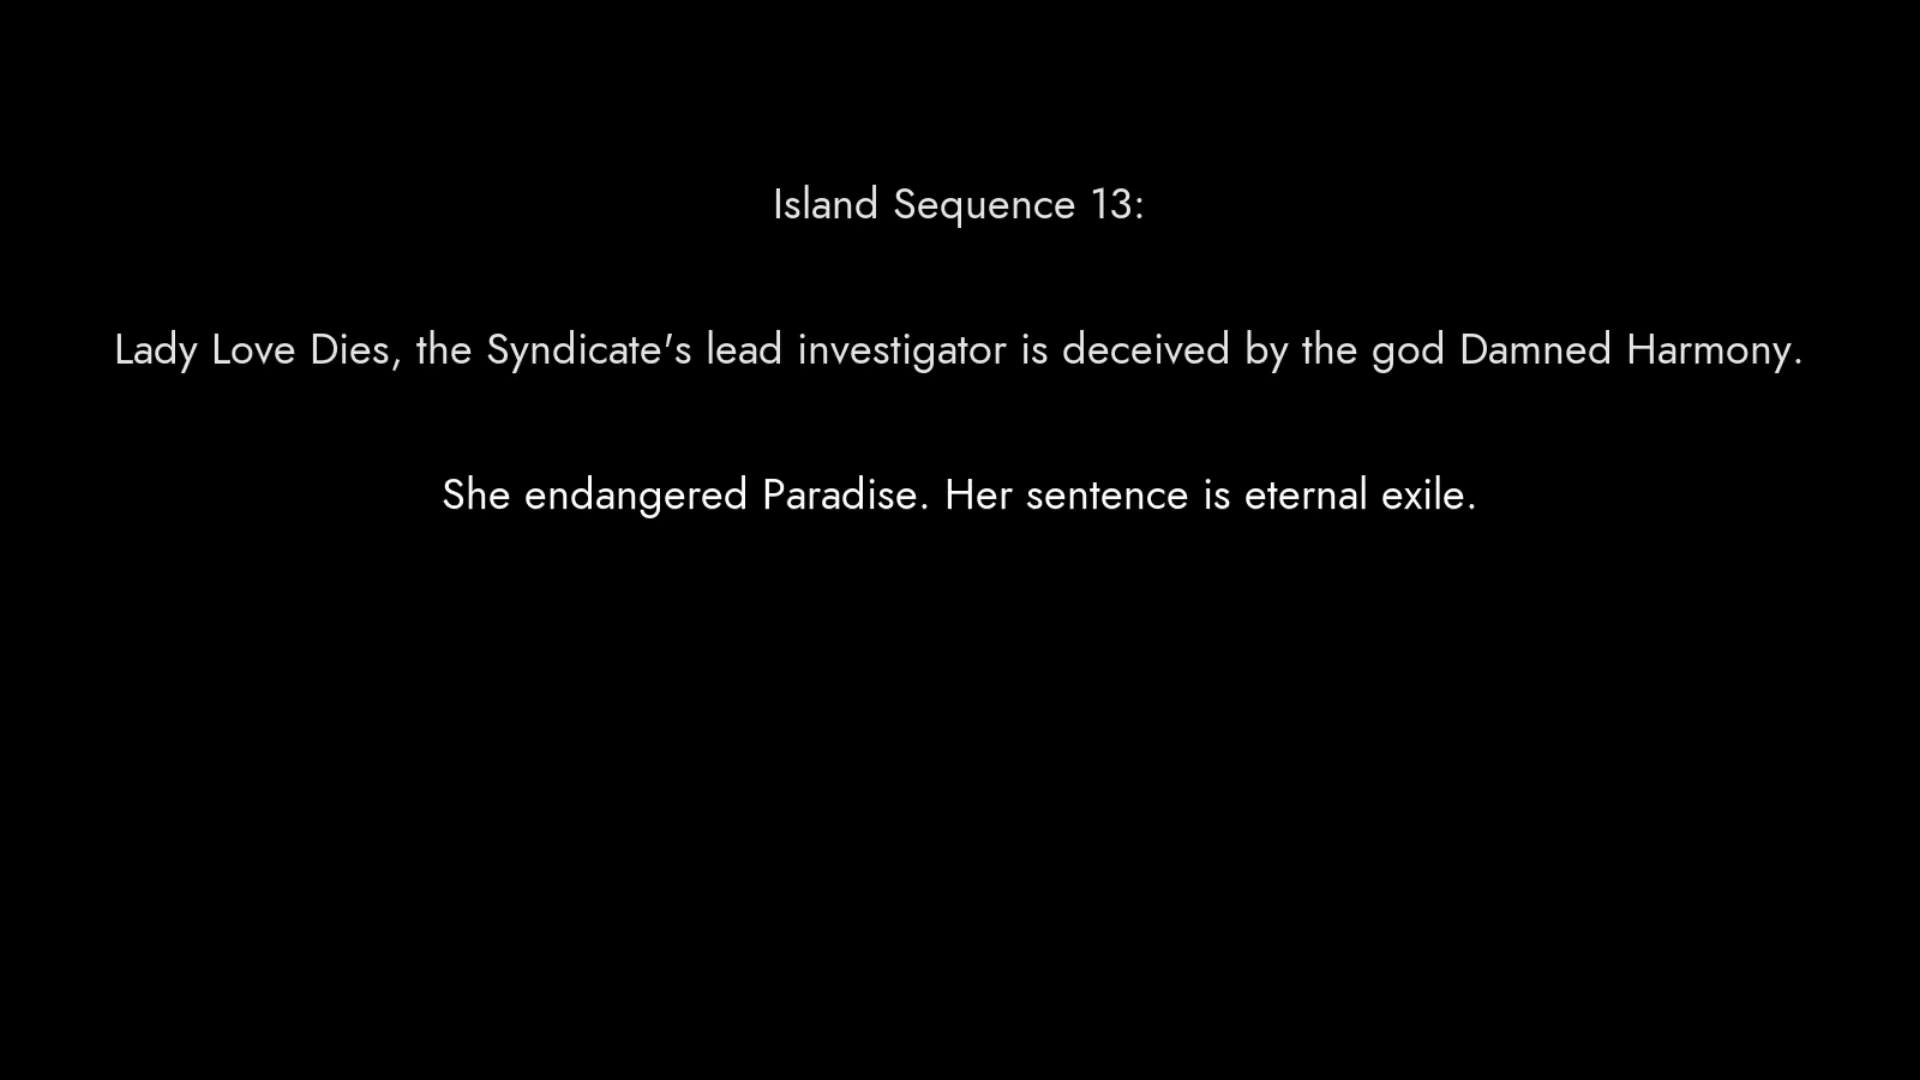 Island Sequence 13:
Lady Love Dies, the Syndicate's lead investigator is deceived by the god Damned Harmony.
She endangered Paradise. Her sentence is eternal exile.